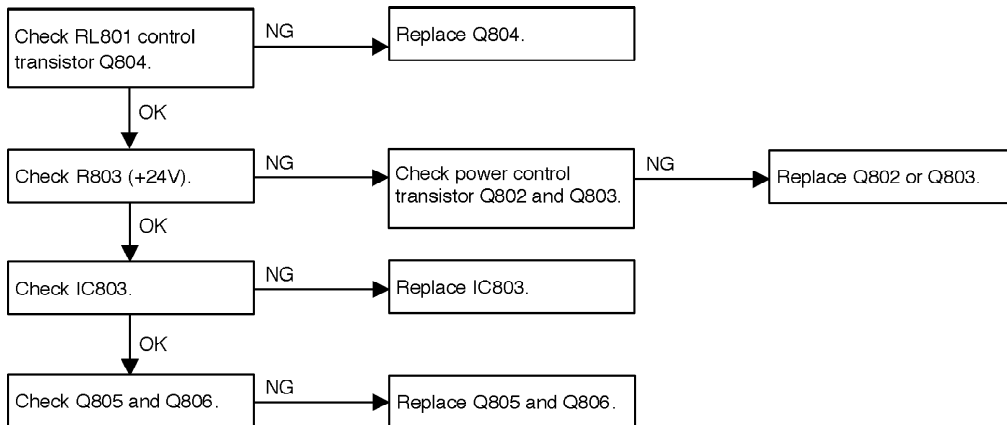 Check RL801 control
transistor Q804.
NG
Replace Q804.
OK
Check R803 (+24V).
NG
Check power control
transistor Q802 and Q803.
NG
Replace Q802 or Q803.
OK
Check IC803.
NG
Replace IC803.
OK
Check Q805 and Q806.
NG
Replace Q805 and Q806.